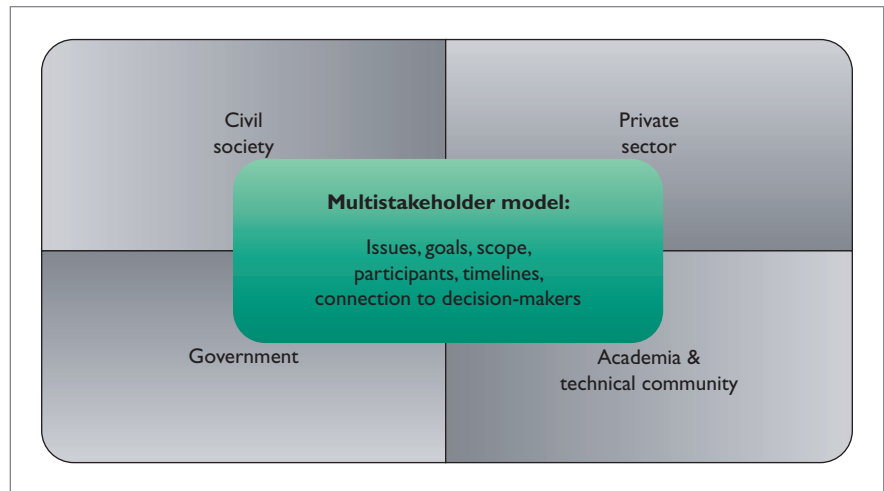 Civil
society
Private
sector
Multistakeholder model:
Issues, goals, scope,
participants, timelines,
connection to decision-makers
Government
Academia &
technical community